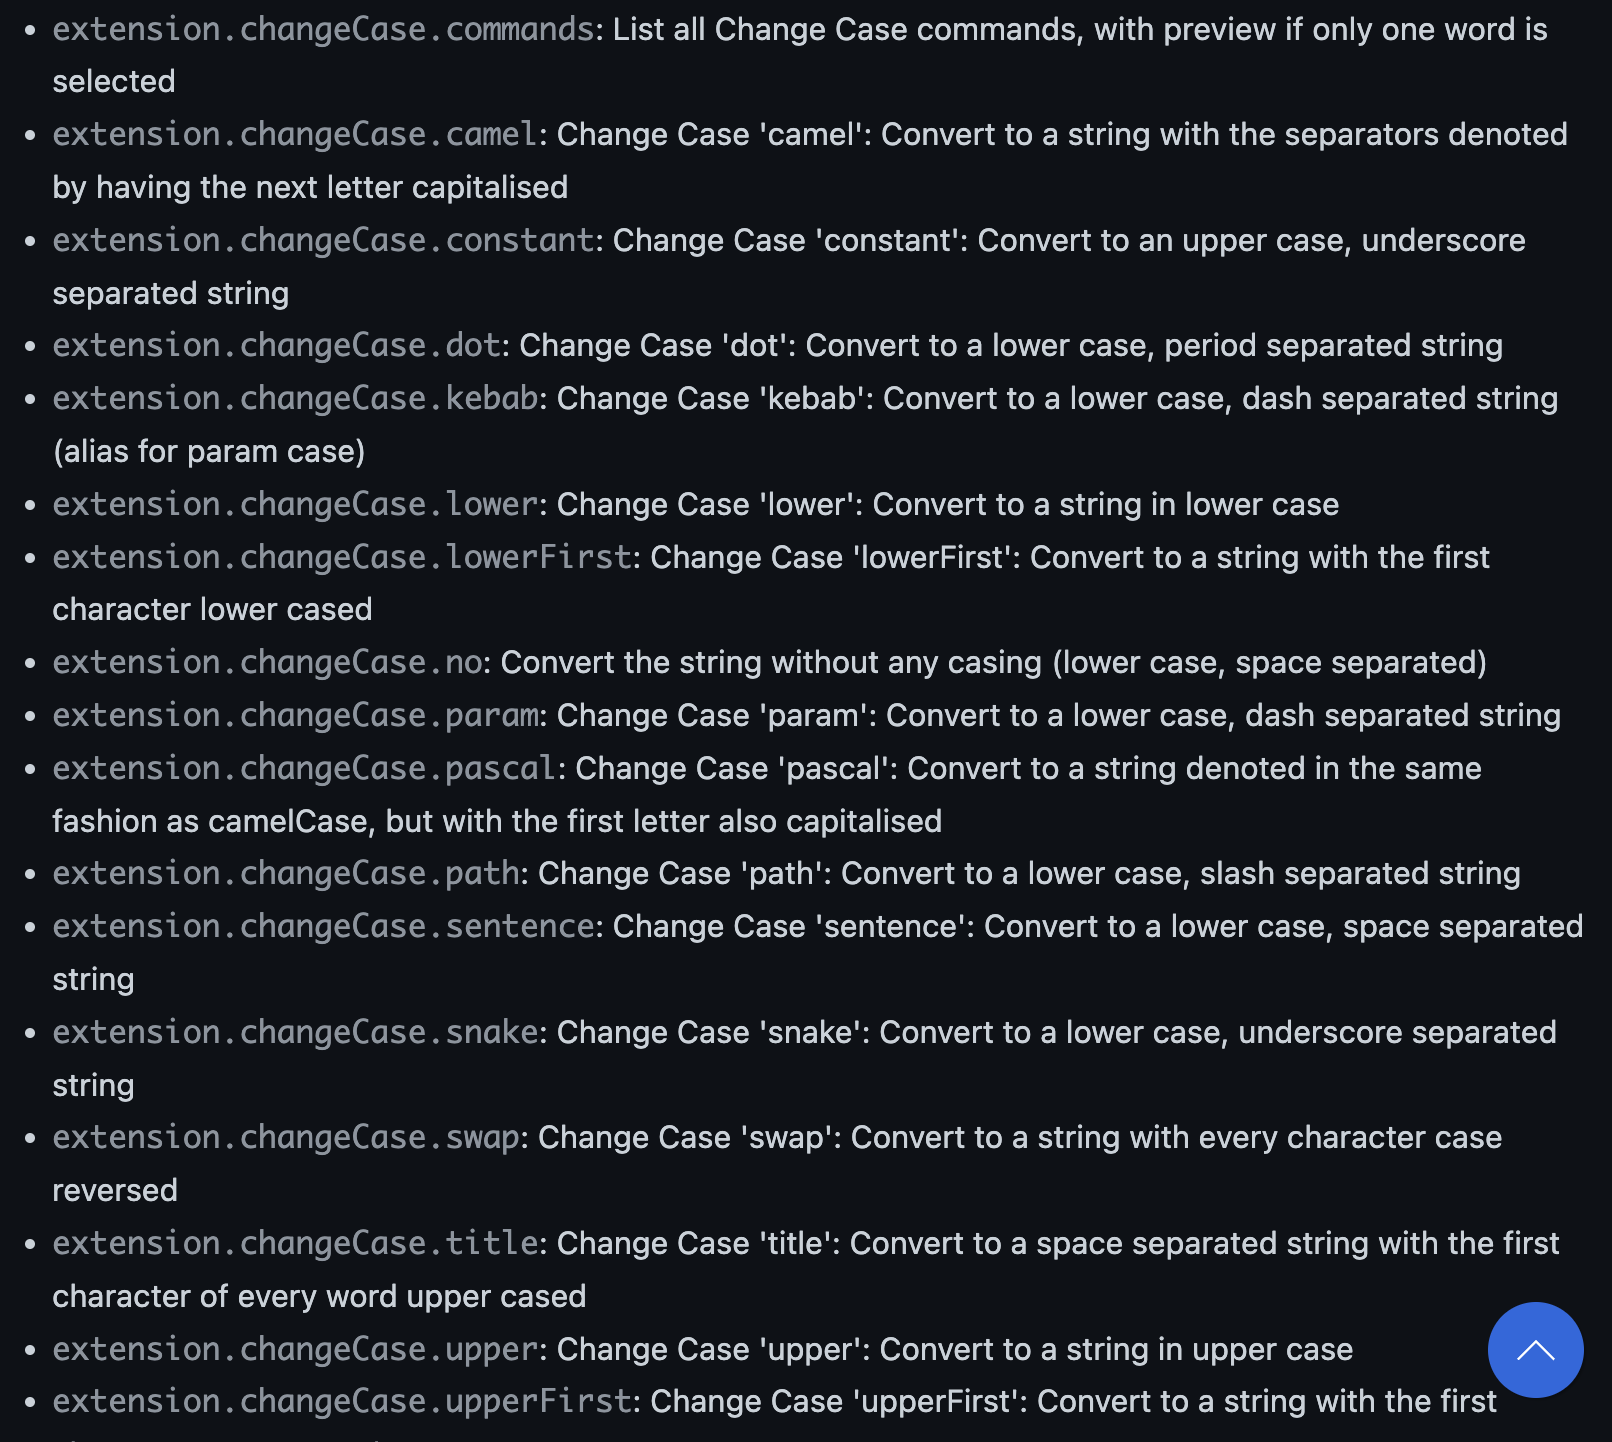 • extension.changeCase.commands: List all Change Case commands, with preview if only one word is
selected
• extension.changeCase.camel: Change Case 'camel': Convert to a string with the separators denoted
by having the next letter capitalised
• extension.changeCase.constant: Change Case 'constant': Convert to an upper case, underscore
separated string
• extension.changeCase.dot: Change Case 'dot': Convert to a lower case, period separated string
• extension.changeCase.kebab: Change Case 'kebab': Convert to a lower case, dash separated string
(alias for param case)
• extension.changeCase.lower: Change Case 'lower': Convert to a string in lower case
• extension.changeCase.lowerFirst: Change Case 'lowerFirst': Convert to a string with the first
character lower cased
• extension.changeCase.no: Convert the string without any casing (lower case, space separated)
• extension.changeCase.param: Change Case 'param': Convert to a lower case, dash separated string
• extension.changeCase.pascal: Change Case 'pascal': Convert to a string denoted in the same
fashion as camelCase, but with the first letter also capitalised
• extension.changeCase.path: Change Case 'path': Convert to a lower case, slash separated string
• extension.changeCase.sentence: Change Case 'sentence': Convert to a lower case, space separated
string
• extension.changeCase.snake: Change Case 'snake': Convert to a lower case, underscore separated
string
• extension.changeCase.swap: Change Case 'swap': Convert to a string with every character case
reversed
• extension.changeCase.title: Change Case 'title': Convert to a space separated string with the first
character of every word upper cased
• extension.changeCase.upper: Change Case 'upper': Convert to a string in upper case
• extension.changeCase.upperFirst: Change Case 'upperFirst': Convert to a string with the first